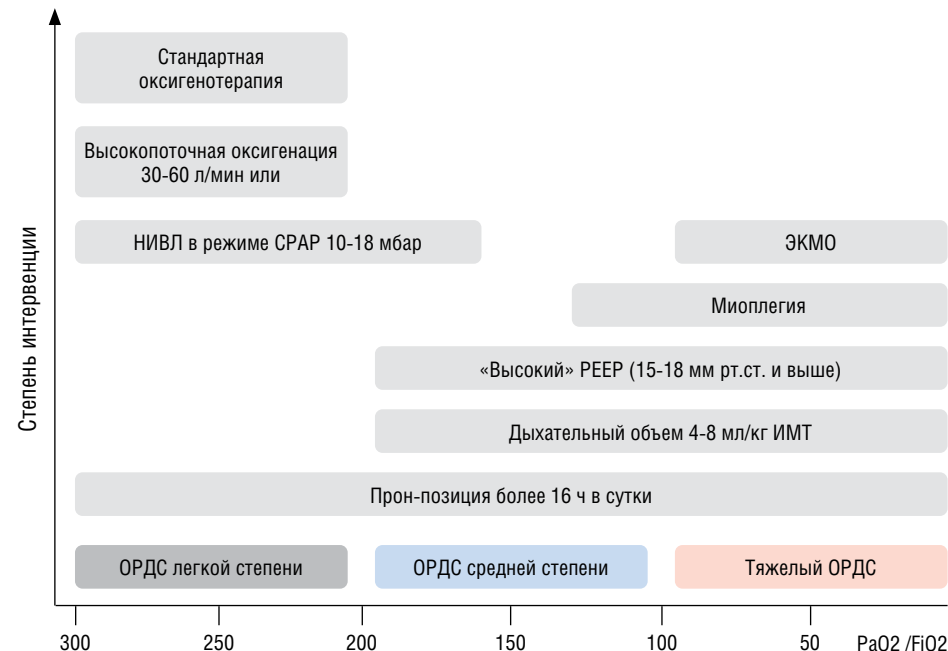 Степень интервенции
Стандартная
оксигенотерапия
Высокопоточная оксигенация
30-60 л/мин или
НИВЛ в режиме CPAP 10-18 мбар
ЭКМО
Миоплегия
«Высокий» PEEP (15-18 мм рт.ст. и выше)
Дыхательный объем 4-8 мл/кг ИМТ
Прон-позиция более 16 ч в сутки
ОРДС легкой степени
ОРДС средней степени
Тяжелый ОРДС
300 250 200 150 100 50 PaO2 /FiO2